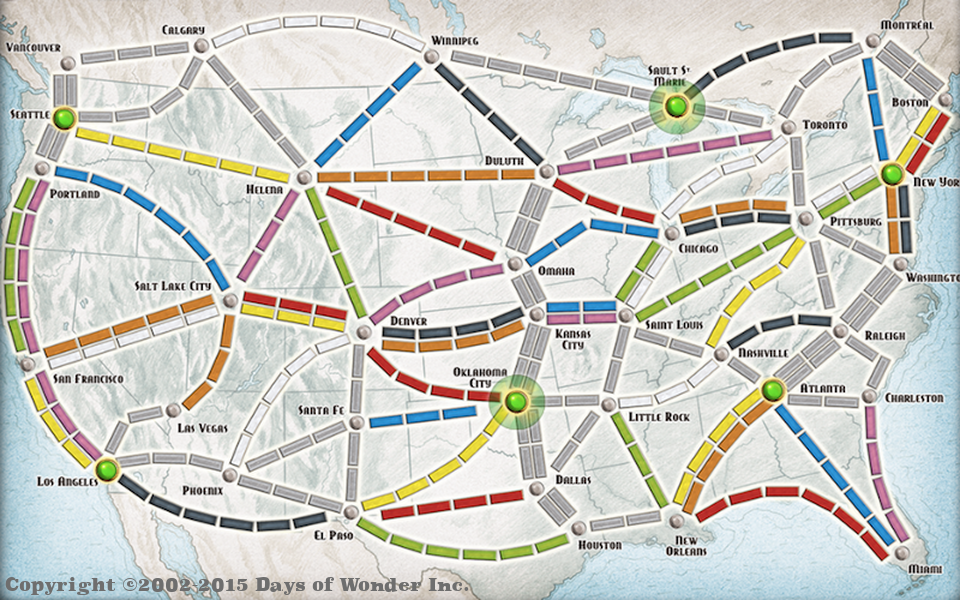 Montréal
Calgary
Winnipeg
Vancouver
Sault St
Marie
Boston
Seattle
Toronto
Duluth
Helena
New York
Portland
Pittsburg
Chicago
Washingto
Omaha
Salt Lake City
Denver
Saint Louis
Kansas
City
Raleigh
Nashville
Oklahoma
City
San Francisco
Atlanta
Charleston
Santa Fe
Little Rock
Las Vegas
Los Angeles
Dallas
Phoenix
El Paso
Houston
New
Orleans
Miami
Copyright ©2002-2015 Days of Wonder Inc.